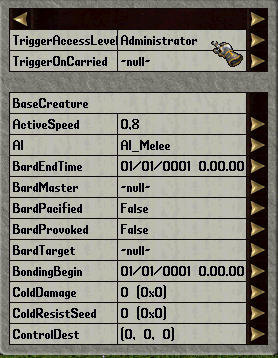 TriggerAccessLevel Administrator
TriggerOnCarried -null-
BaseCreature
ActiveSpeed 0,8
AI AI_Melee
BardEndTime 01/01/0001 0.00.00
BardMaster -null-
BardPacified False
BardProvoked False
BardTarget -null-
BondingBegin 01/01/0001 0.00.00
ColdDamage 0 (0x0)
ColdResistSeed 0 (0x0)
ControlDest (0, 0, 0)